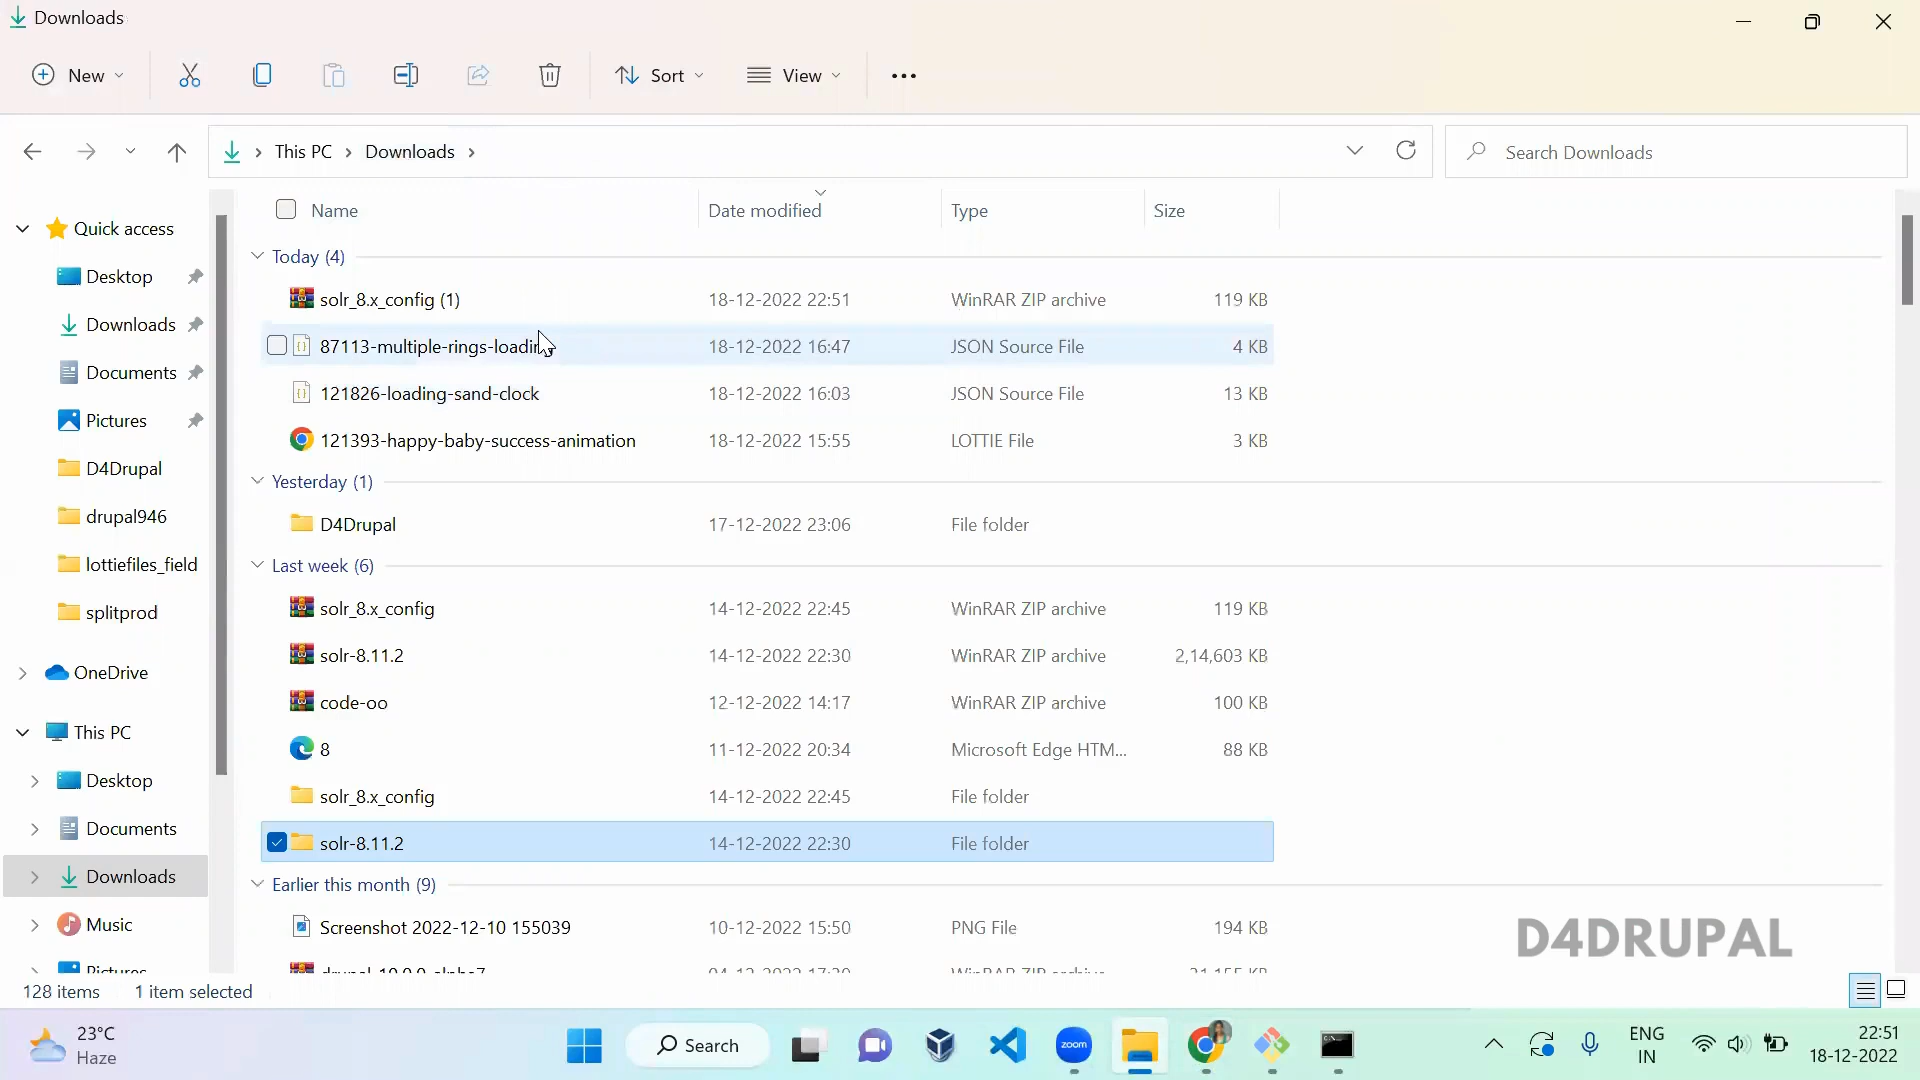 Downloads
New
Sort
View
This PC
Downloads
Search Downloads
Name
Date modified
Type
Size
Quick access
Desktop
Downloads
Documents
Pictures
D4Drupal
drupal946
lottiefiles_field
splitprod
OneDrive
This PC
Desktop
Documents
Downloads
Music
Pictures
Today (4)
solr_8.x_config (1) 18-12-2022 22:51 WinRAR ZIP archive 119 KB
87113-multiple-rings-loading 18-12-2022 16:47 JSON Source File 4 KB
121826-loading-sand-clock 18-12-2022 16:03 JSON Source File 13 KB
121393-happy-baby-success-animation 18-12-2022 15:55 LOTTIE File 3 KB
Yesterday (1)
D4Drupal 17-12-2022 23:06 File folder
Last week (6)
solr_8.x_config 14-12-2022 22:45 WinRAR ZIP archive 119 KB
solr-8.11.2 14-12-2022 22:30 WinRAR ZIP archive 2,14,603 KB
code-oo 12-12-2022 14:17 WinRAR ZIP archive 100 KB
8 11-12-2022 20:34 Microsoft Edge HTM... 88 KB
solr_8.x_config 14-12-2022 22:45 File folder
solr-8.11.2 14-12-2022 22:30 File folder
Earlier this month (9)
Screenshot 2022-12-10 155039 10-12-2022 15:50 PNG File 194 KB
D4DRUPAL
128 items 1 item selected
23°C
Haze
Search
zoom
ENG
IN
22:51
18-12-2022